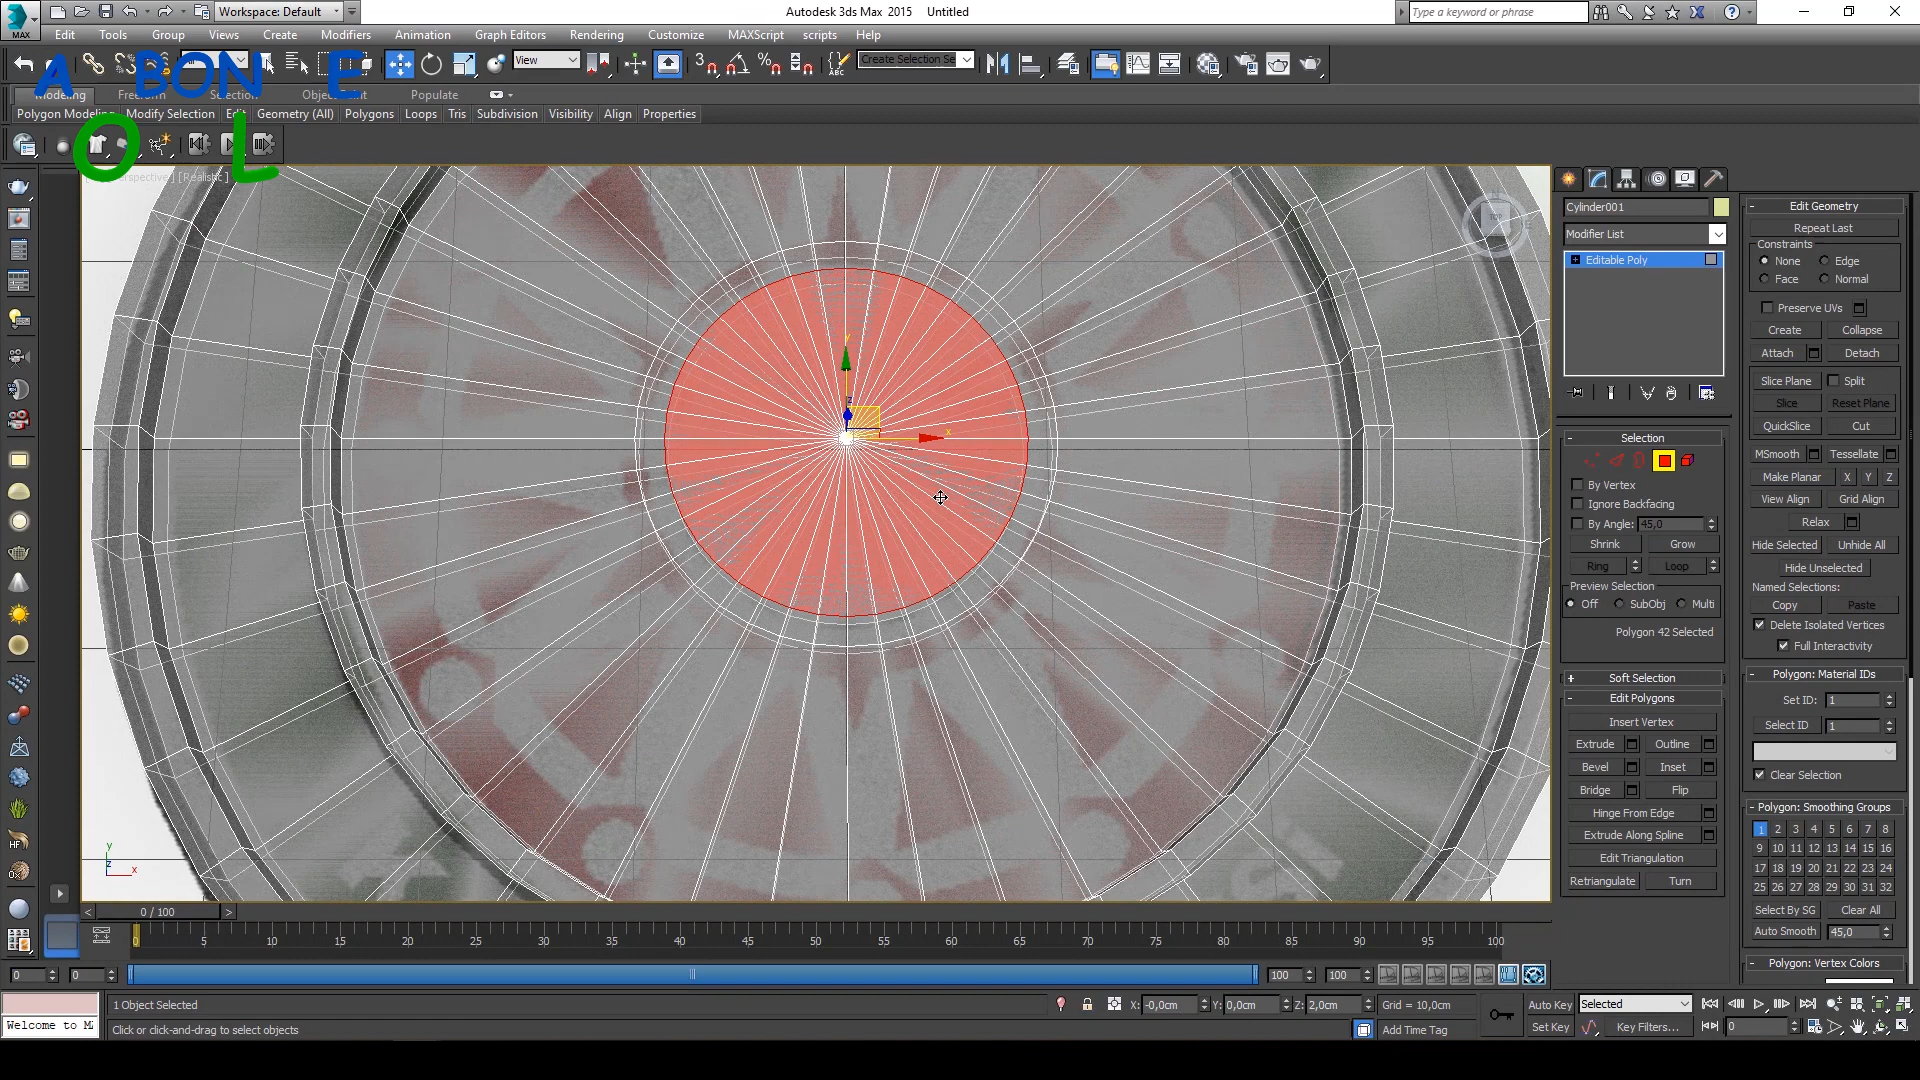 Workspace: Default
Autodesk 3ds Max 2015 Untitled
Type a keyword or phrase
MAX
Edit Tools Group Views Create Modifiers Animation Graph Editors Rendering Customize MAXScript scripts Help
View
Create Selection Se
A BON E
O L
Modeling Freeform Selection Object Paint Populate
Polygon Modeling Modify Selection Edit Geometry (All) Polygons Loops Tris Subdivision Visibility Align Properties
[Realistic]
TOP
Cylinder001
Modifier List
Editable Poly
Selection
By Vertex
Ignore Backfacing
By Angle: 45,0
Shrink Grow
Ring Loop
Preview Selection
Off SubObj Multi
Polygon 42 Selected
Soft Selection
Edit Polygons
Insert Vertex
Extrude Outline
Bevel Inset
Bridge Flip
Hinge From Edge
Extrude Along Spline
Edit Triangulation
Retriangulate Turn
Edit Geometry
Repeat Last
Constraints
None Edge
Face Normal
Preserve UVs
Create Collapse
Attach Detach
Slice Plane Split
Slice Reset Plane
QuickSlice Cut
MSmooth Tessellate
Make Planar X Y Z
View Align Grid Align
Relax
Hide Selected Unhide All
Hide Unselected
Named Selections:
Copy Paste
Delete Isolated Vertices
Full Interactivity
Polygon: Material IDs
Set ID: 1
Select ID 1
Clear Selection
Polygon: Smoothing Groups
1 2 3 4 5 6 7 8
9 10 11 12 13 14 15 16
17 18 19 20 21 22 23 24
25 26 27 28 29 30 31 32
Select By SG Clear All
Auto Smooth 45,0
Polygon: Vertex Colors
y z x
x y z
0 / 100
0 5 10 15 20 25 30 35 40 45 50 55 60 65 70 75 80 85 90 95 100
0 0 100 100
1 Object Selected X: -0,0cm Y: 0,0cm Z: 2,0cm Grid = 10,0cm Auto Key Selected
Welcome to M Click or click-and-drag to select objects Add Time Tag Set Key Key Filters... 0